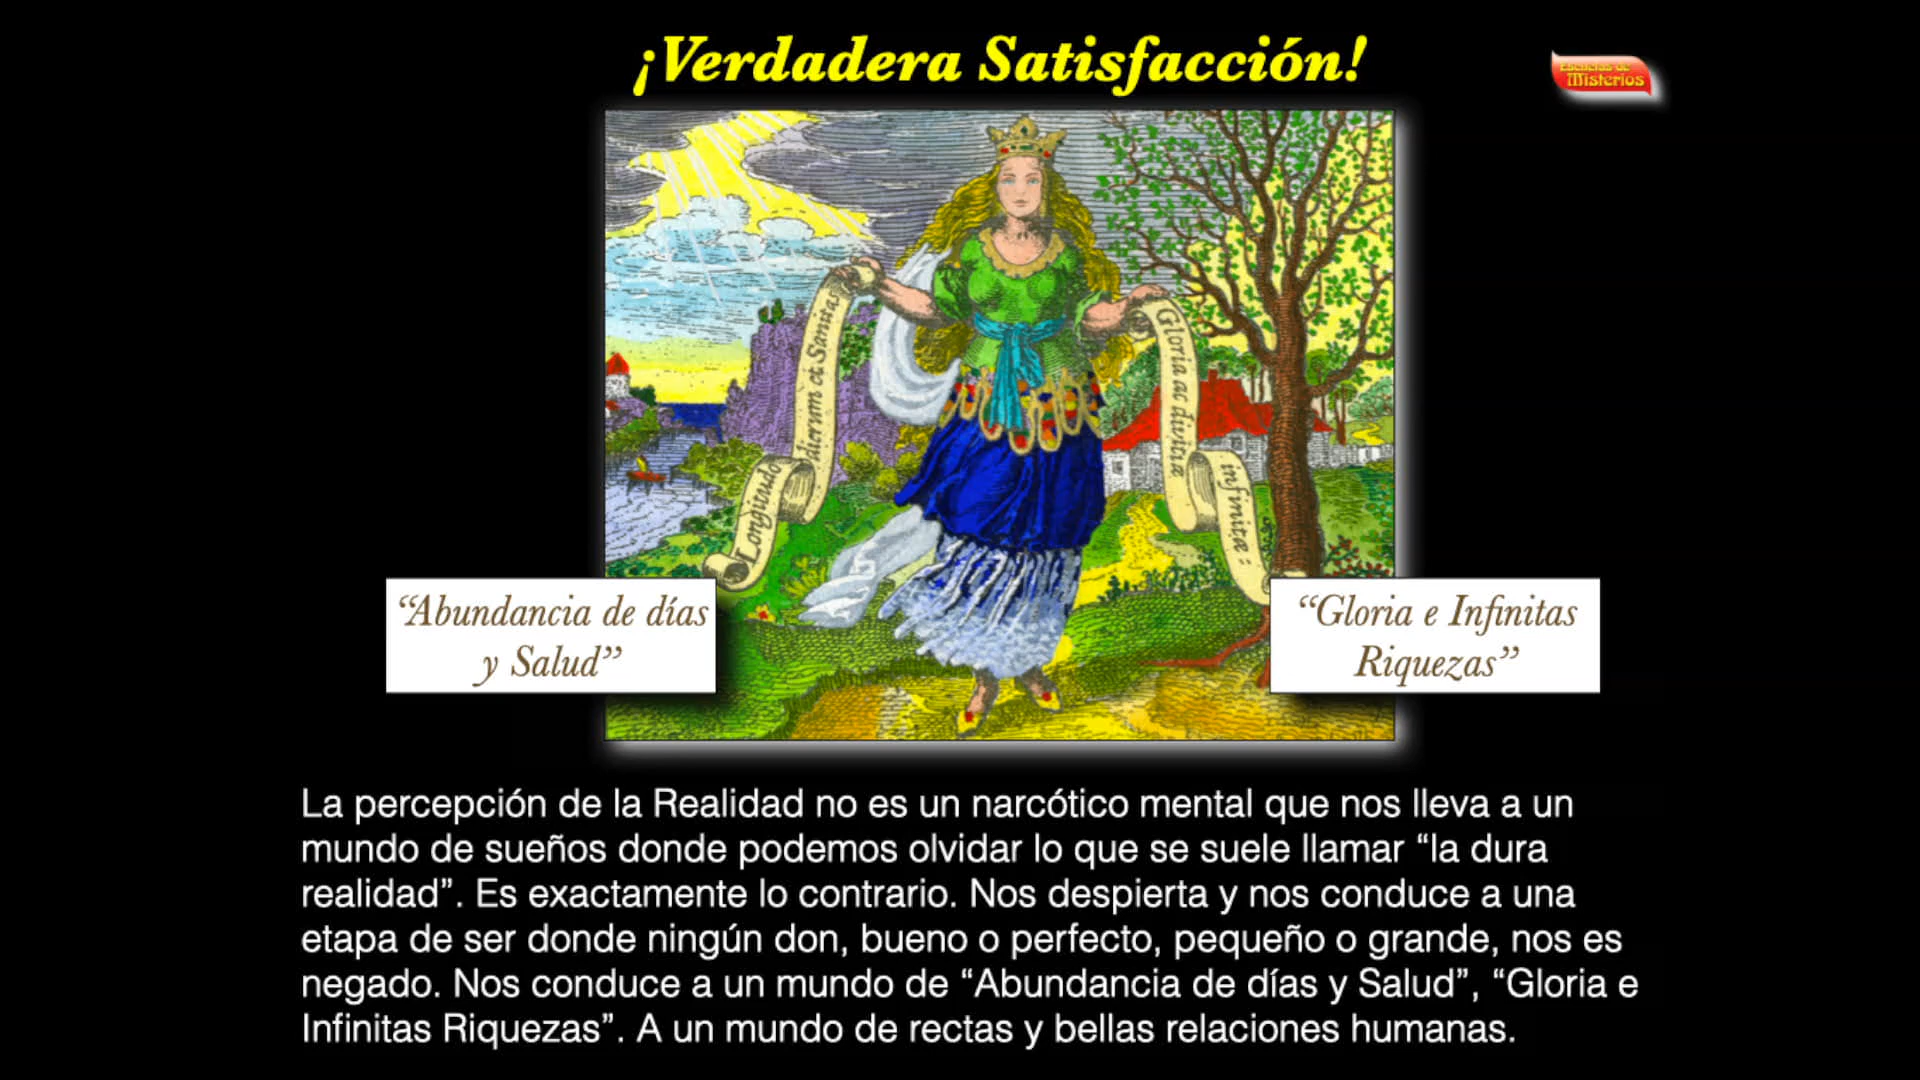 ¡Verdadera Satisfacción!
Escuelas de
Misterios
Longitudo dierum et Sanitas
Gloria ac divitiæ infinitæ :
“Abundancia de días
y Salud”
“Gloria e Infinitas
Riquezas”
La percepción de la Realidad no es un narcótico mental que nos lleva a un
mundo de sueños donde podemos olvidar lo que se suele llamar “la dura
realidad”. Es exactamente lo contrario. Nos despierta y nos conduce a una
etapa de ser donde ningún don, bueno o perfecto, pequeño o grande, nos es
negado. Nos conduce a un mundo de “Abundancia de días y Salud”, “Gloria e
Infinitas Riquezas”. A un mundo de rectas y bellas relaciones humanas.